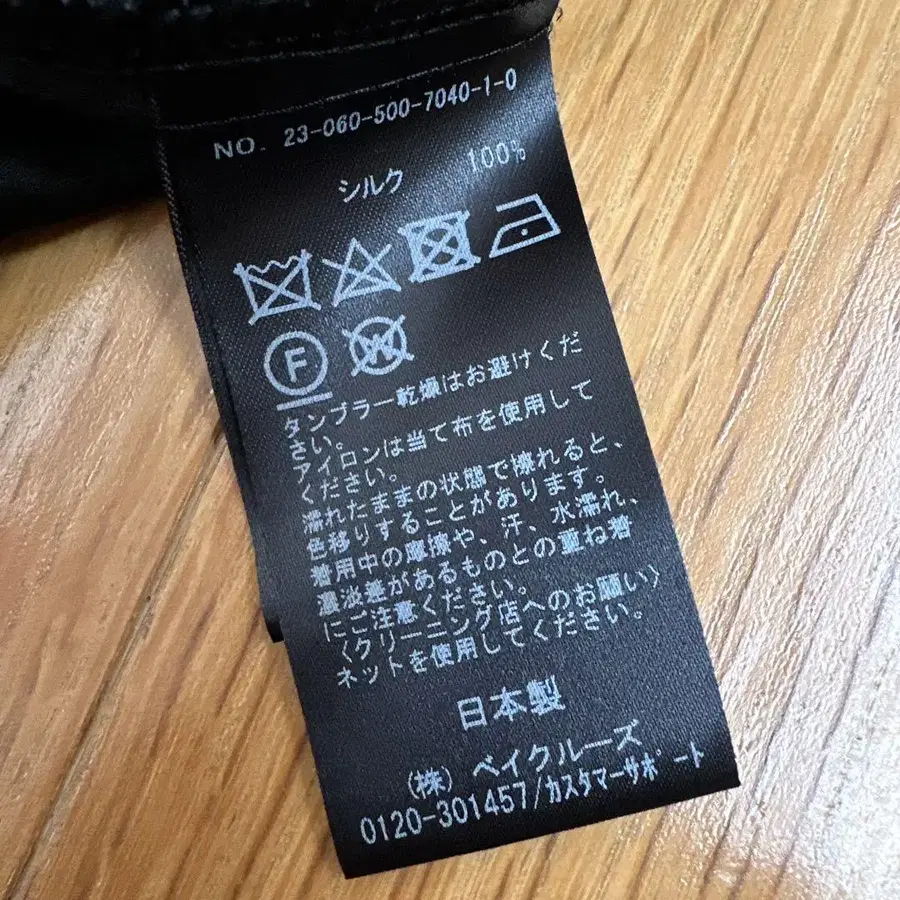 NO. 23-060-500-7040-1-0
シルク 100%
F
W
タンブラー乾燥はお避けくだ
さい。
アイロンは当て布を使用して
ください。
濡れたままの状態で擦れると、
色移りすることがあります。
着用中の摩擦や、汗、水濡れ、
濃淡差があるものとの重ね着
にご注意ください。
〈クリーニング店へのお願い〉
ネットを使用してください。
日本製
(株) ベイクルーズ
0120-301457/カスタマーサポート